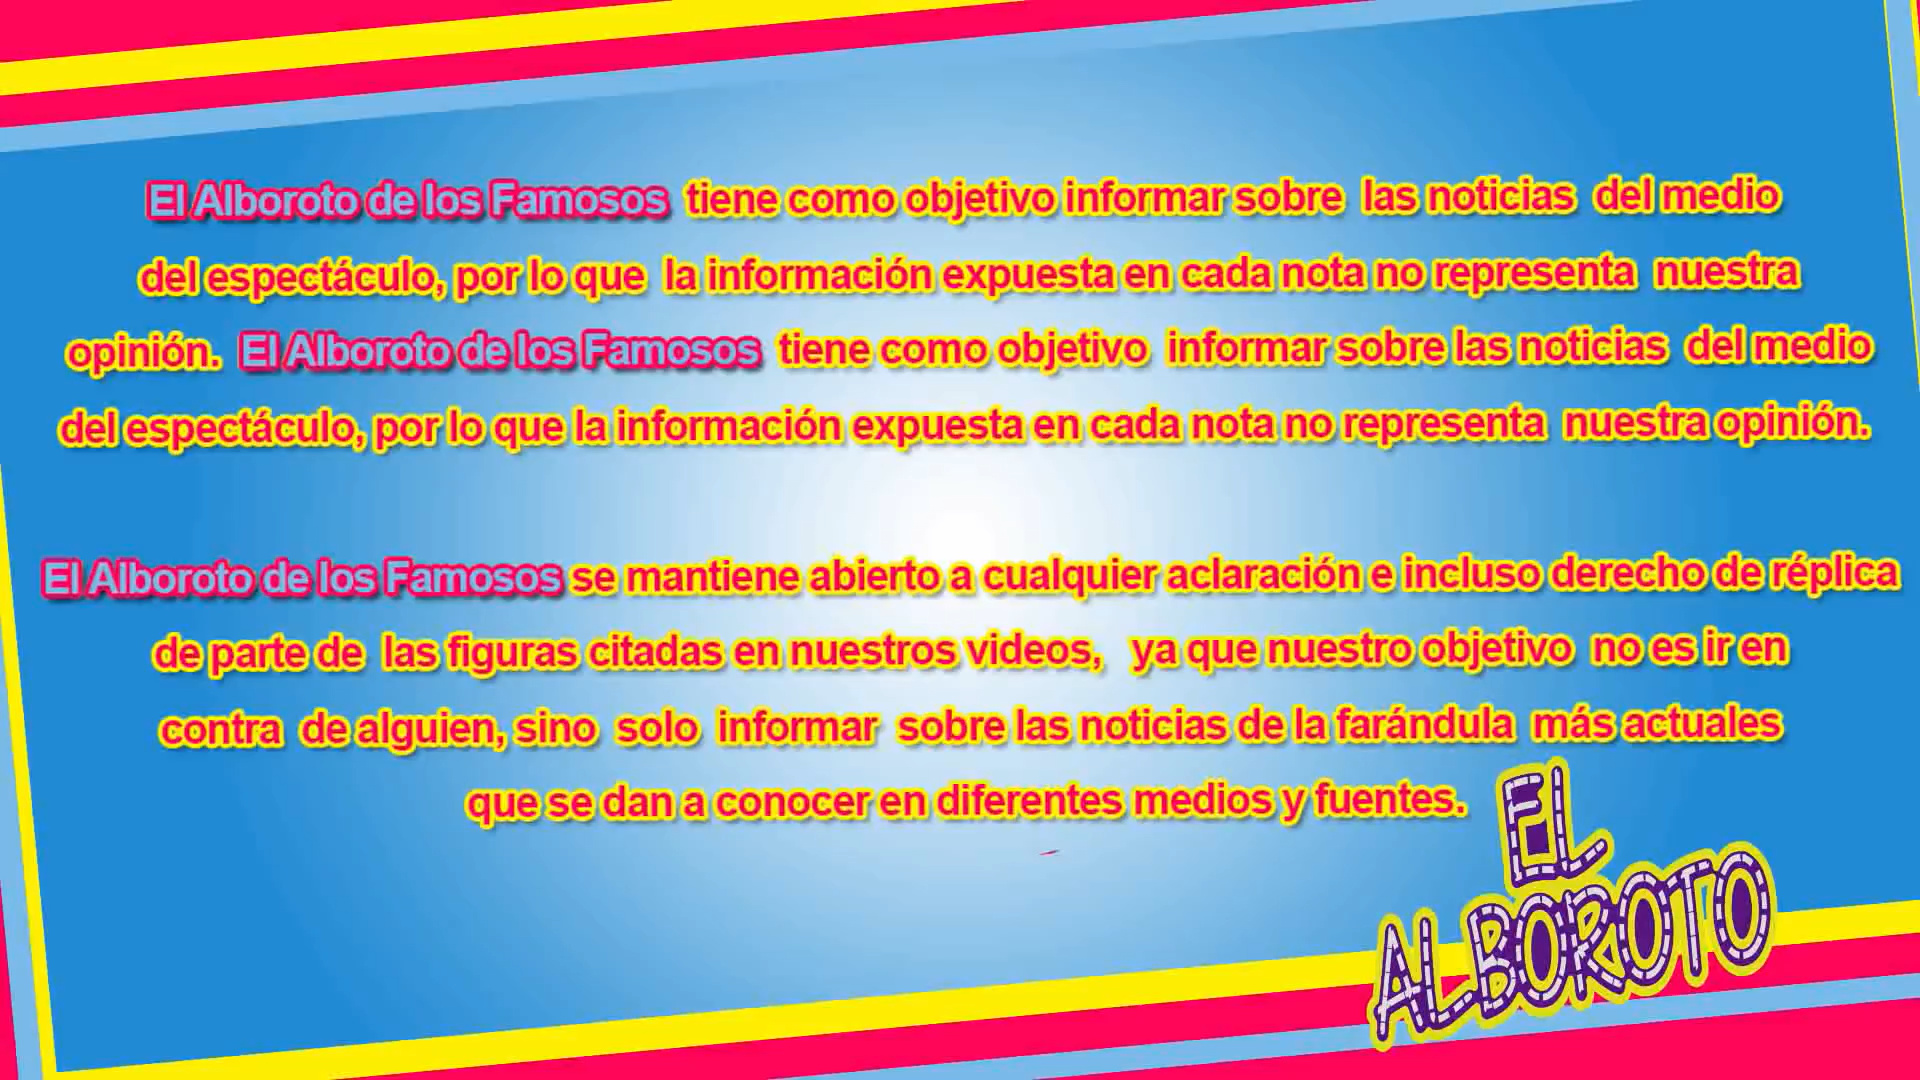 El Alboroto de los Famosos tiene como objetivo informar sobre las noticias del medio
del espectáculo, por lo que la información expuesta en cada nota no representa nuestra
opinión. El Alboroto de los Famosos tiene como objetivo informar sobre las noticias del medio
del espectáculo, por lo que la información expuesta en cada nota no representa nuestra opinión.
El Alboroto de los Famosos se mantiene abierto a cualquier aclaración e incluso derecho de réplica
de parte de las figuras citadas en nuestros videos, ya que nuestro objetivo no es ir en
contra de alguien, sino solo informar sobre las noticias de la farándula más actuales
que se dan a conocer en diferentes medios y fuentes.
EL
ALBOROTO